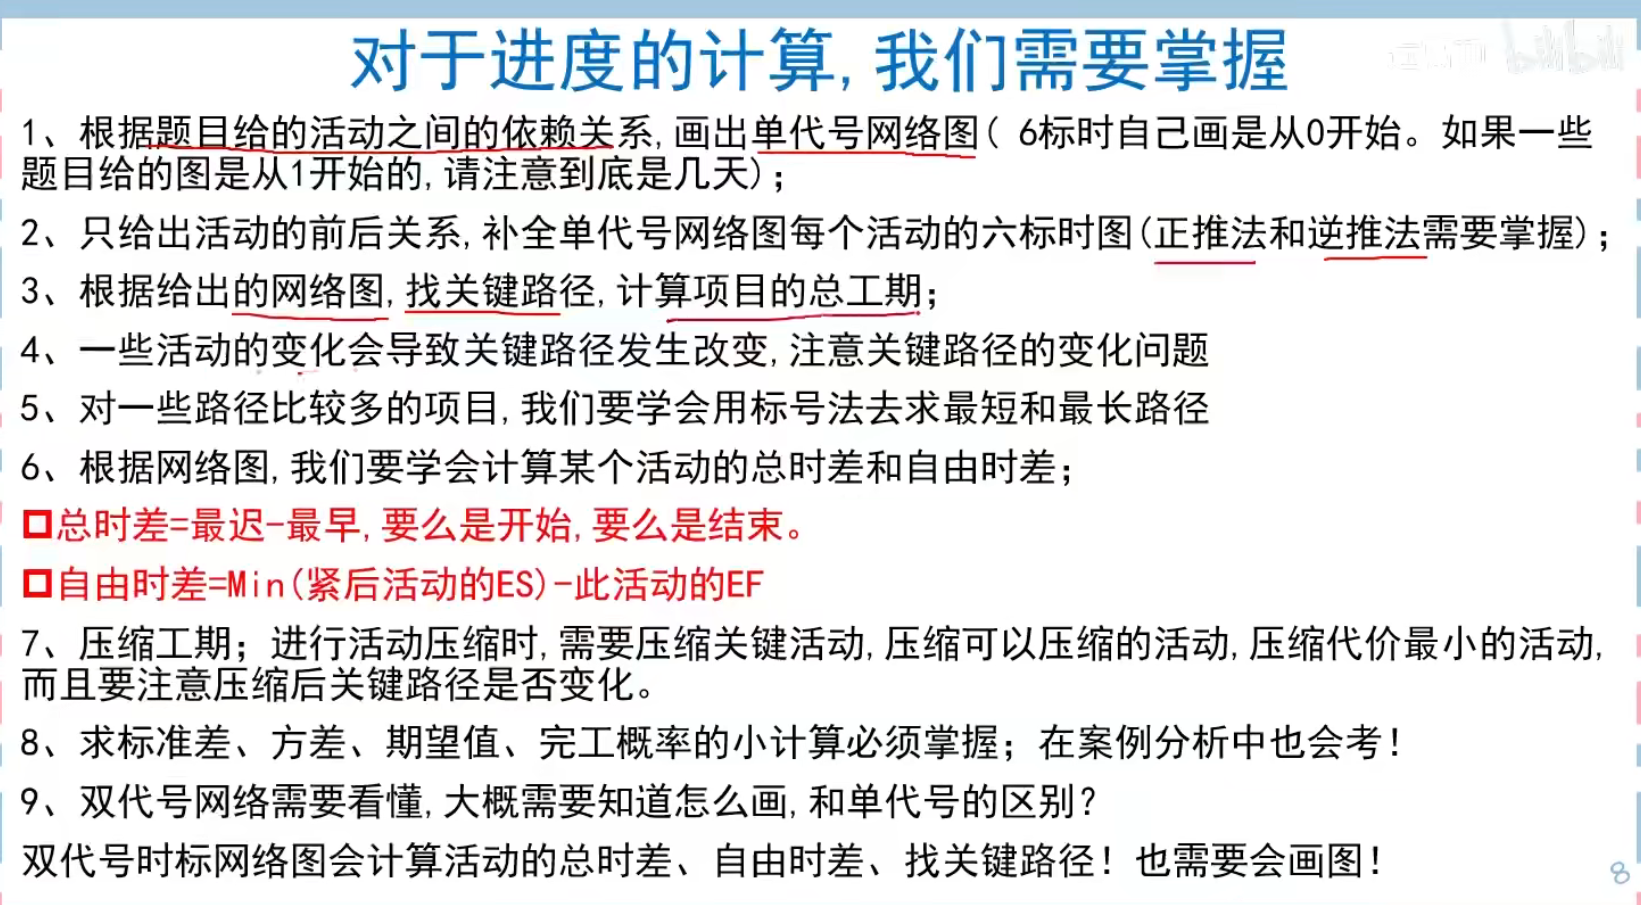 对于进度的计算,我们需要掌握
bilibili
1、根据题目给的活动之间的依赖关系,画出单代号网络图( 6标时自己画是从0开始。如果一些
题目给的图是从1开始的,请注意到底是几天);
2、只给出活动的前后关系,补全单代号网络图每个活动的六标时图(正推法和逆推法需要掌握);
3、根据给出的网络图,找关键路径,计算项目的总工期;
4、一些活动的变化会导致关键路径发生改变,注意关键路径的变化问题
5、对一些路径比较多的项目,我们要学会用标号法去求最短和最长路径
6、根据网络图,我们要学会计算某个活动的总时差和自由时差;
总时差=最迟-最早,要么是开始,要么是结束。
自由时差=Min(紧后活动的ES)-此活动的EF
7、压缩工期；进行活动压缩时,需要压缩关键活动,压缩可以压缩的活动,压缩代价最小的活动,
而且要注意压缩后关键路径是否变化。
8、求标准差、方差、期望值、完工概率的小计算必须掌握；在案例分析中也会考!
9、双代号网络需要看懂,大概需要知道怎么画,和单代号的区别?
双代号时标网络图会计算活动的总时差、自由时差、找关键路径! 也需要会画图!
8